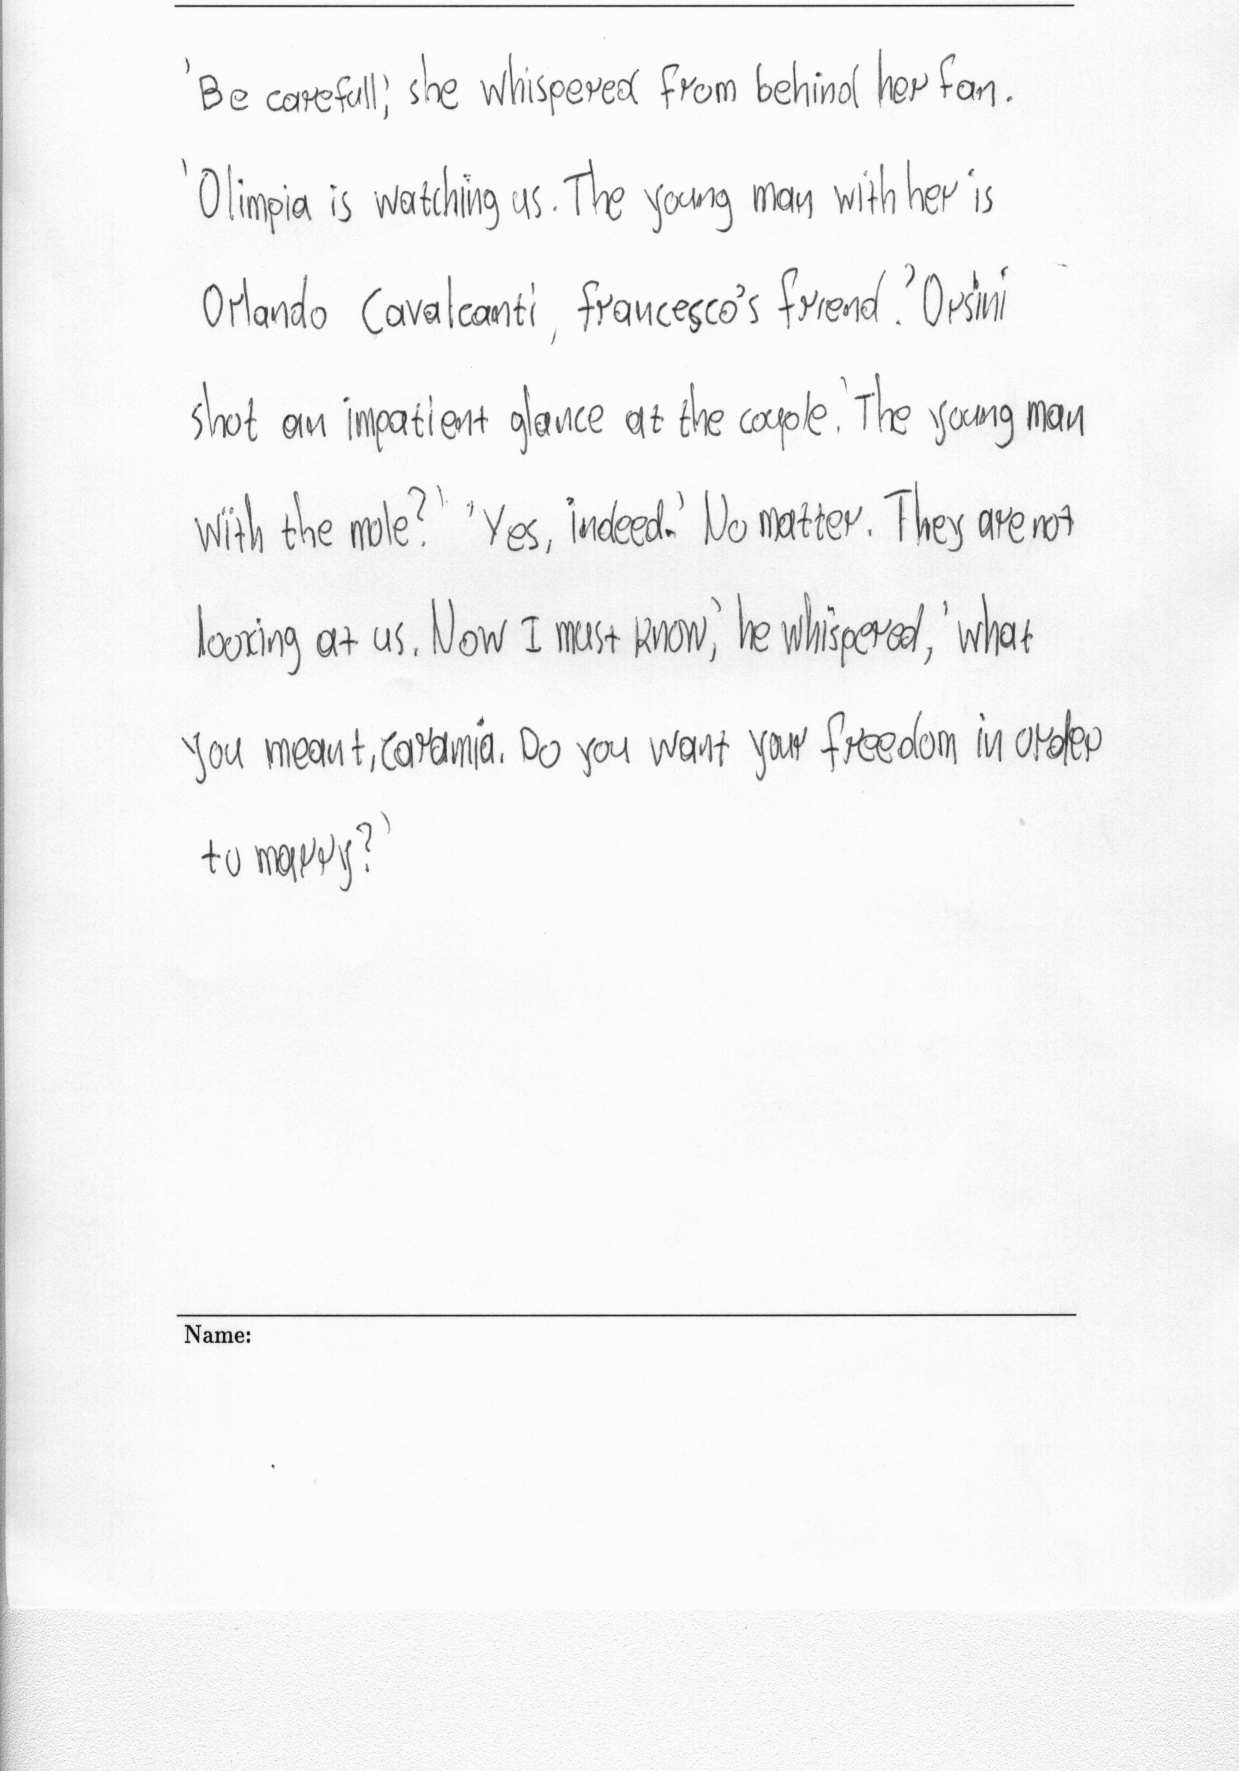 'Be carefull,' she whispered from behind her fan.
'Olimpia is watching us. The young man with her is
Orlando Cavalcanti, francesco's friend.' Orsini
shot an impatient glance at the couple. 'The young man
with the mole?' 'Yes, indeed.' No matter. They are not
looking at us. Now I must know,' he whispered, 'what
you meant, cara mia. Do you want your freedom in order
to marry?'
Name: